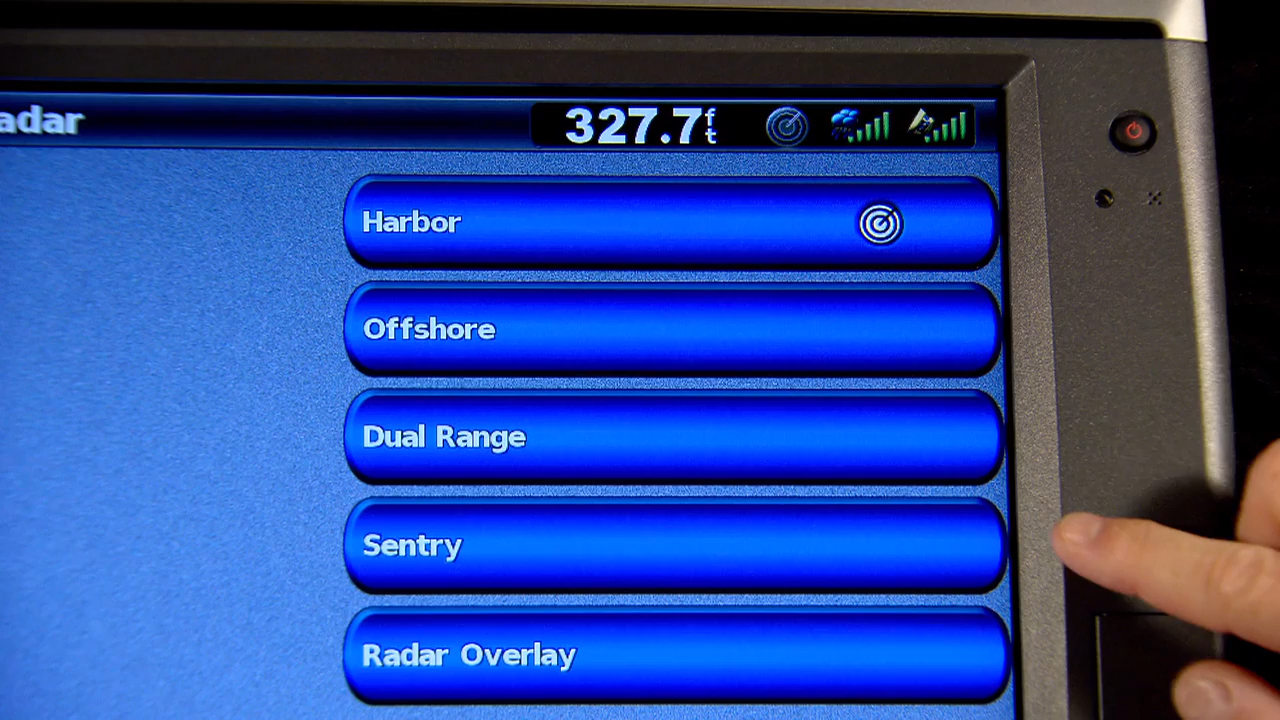 adar
327.7ft
Harbor
Offshore
Dual Range
Sentry
Radar Overlay